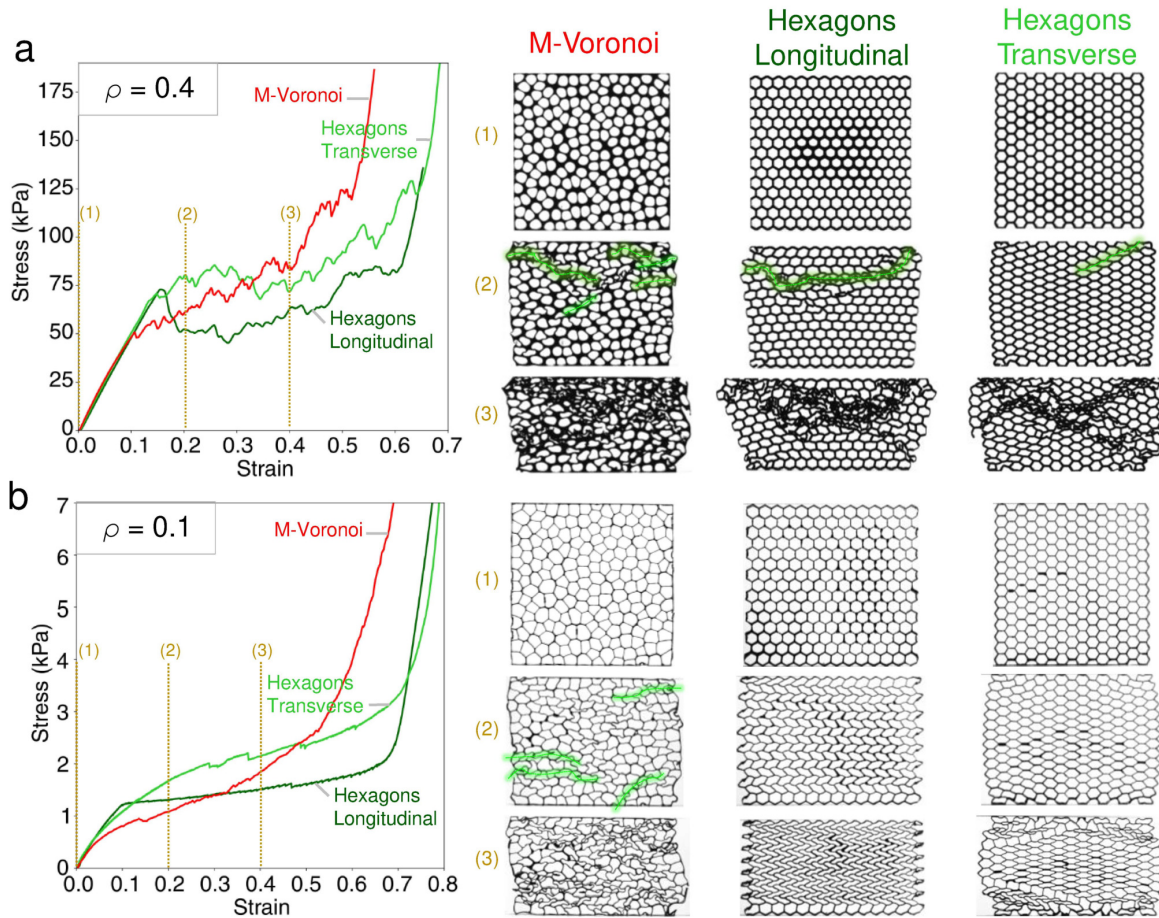 a
ρ = 0.4
M-Voronoi
Hexagons
Transverse
Hexagons
Longitudinal
(1)
(2)
(3)
175
150
125
100
75
50
25
0
Stress (kPa)
0.0
0.1
0.2
0.3
0.4
0.5
0.6
0.7
Strain
M-Voronoi
Hexagons
Longitudinal
Hexagons
Transverse
(1)
(2)
(3)
b
ρ = 0.1
M-Voronoi
Hexagons
Transverse
Hexagons
Longitudinal
(1)
(2)
(3)
7
6
5
4
3
2
1
0
Stress (kPa)
0.0
0.1
0.2
0.3
0.4
0.5
0.6
0.7
0.8
Strain
(1)
(2)
(3)